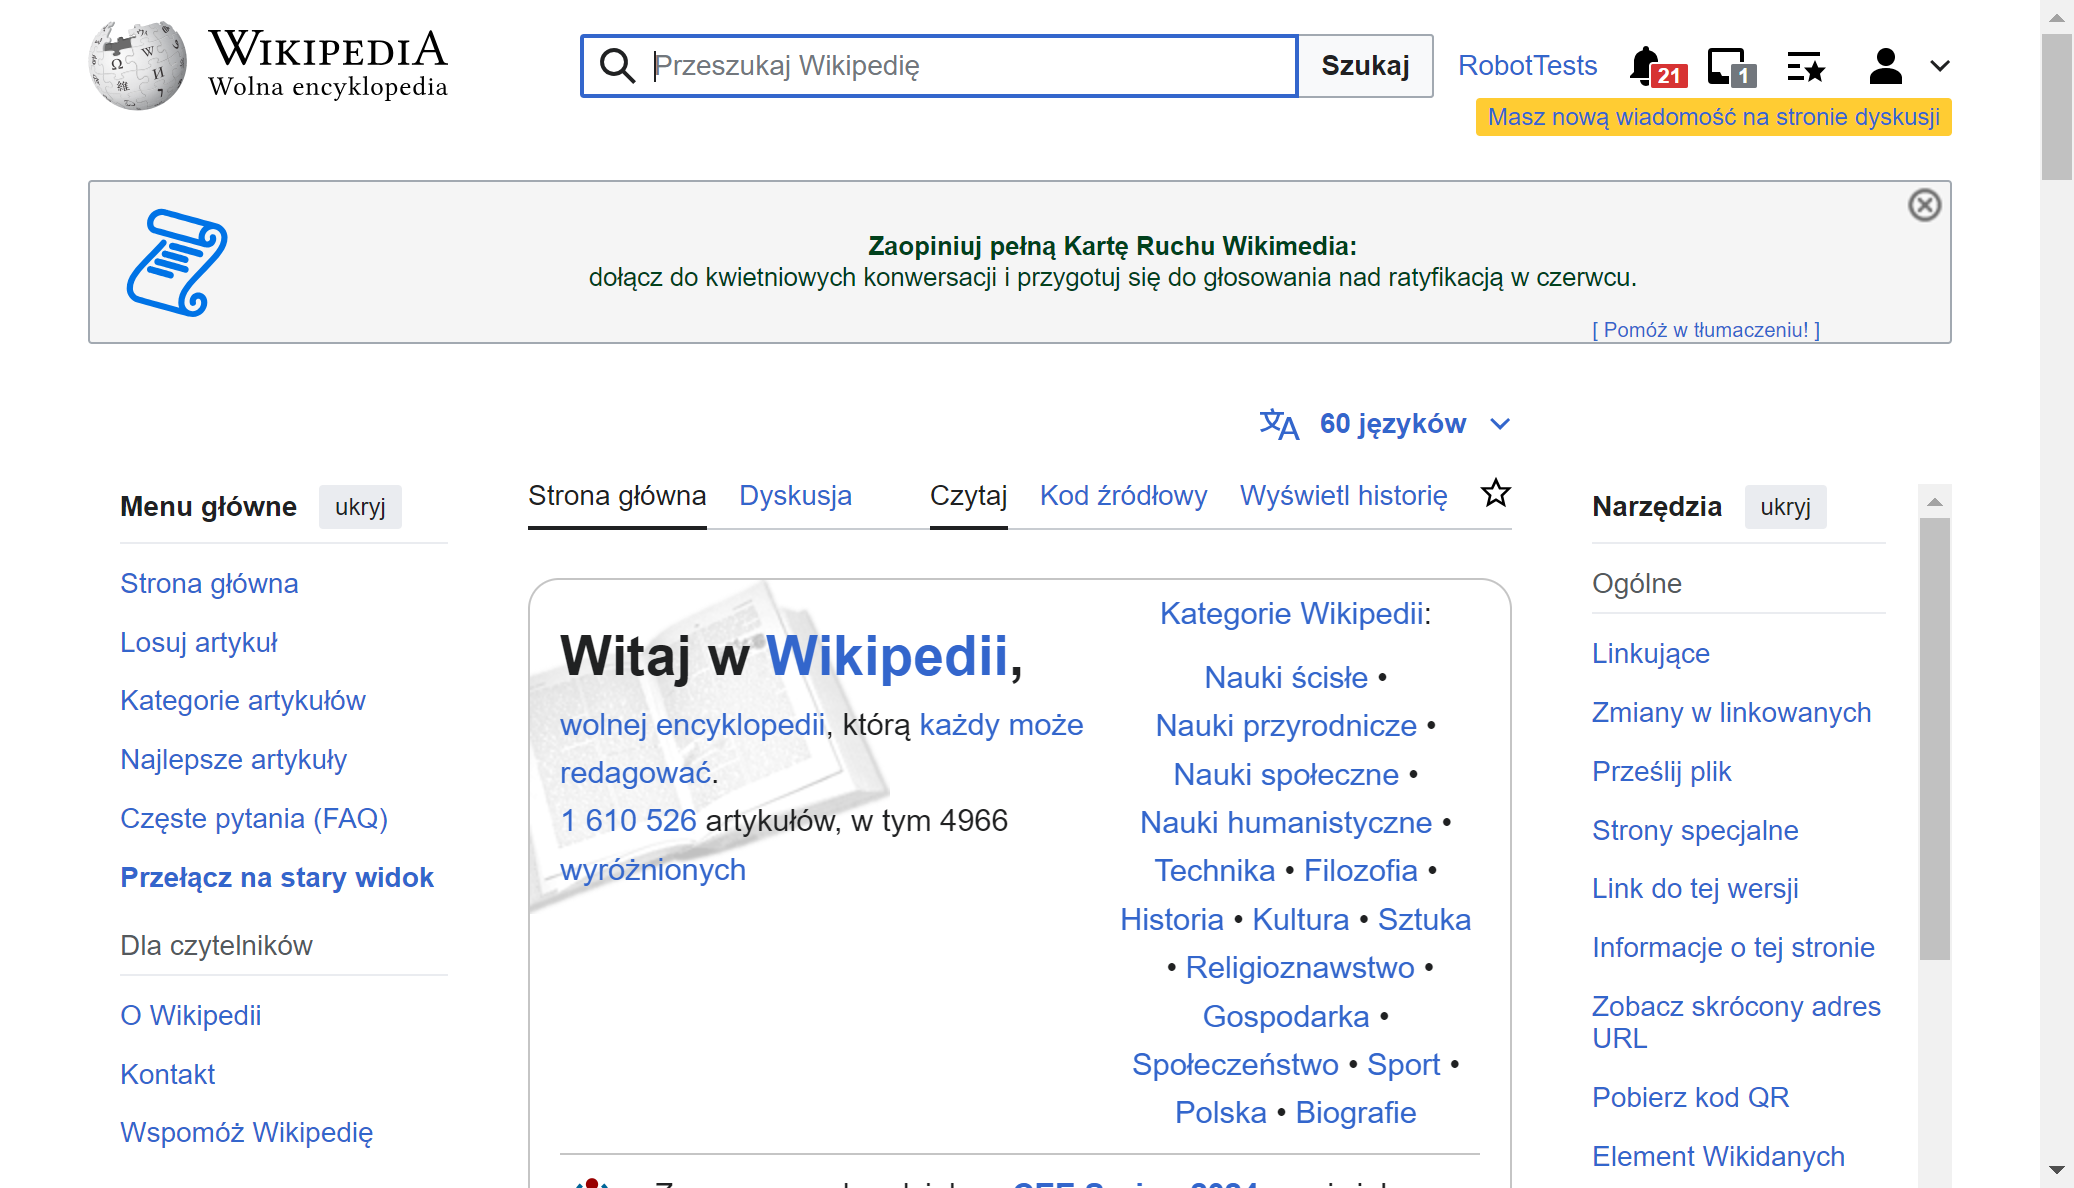 WIKIPEDIA
Wolna encyklopedia
Przeszukaj Wikipedię
Szukaj
RobotTests
21
1
Masz nową wiadomość na stronie dyskusji
Zaopiniuj pełną Kartę Ruchu Wikimedia:
dołącz do kwietniowych konwersacji i przygotuj się do głosowania nad ratyfikacją w czerwcu.
[ Pomóż w tłumaczeniu! ]
60 języków
Menu główne ukryj
Strona główna
Losuj artykuł
Kategorie artykułów
Najlepsze artykuły
Częste pytania (FAQ)
Przełącz na stary widok
Dla czytelników
O Wikipedii
Kontakt
Wspomóż Wikipedię
Strona główna Dyskusja Czytaj Kod źródłowy Wyświetl historię
Witaj w Wikipedii,
wolnej encyklopedii, którą każdy może
redagować.
1 610 526 artykułów, w tym 4966
wyróżnionych
Kategorie Wikipedii:
Nauki ścisłe •
Nauki przyrodnicze •
Nauki społeczne •
Nauki humanistyczne •
Technika • Filozofia •
Historia • Kultura • Sztuka
• Religioznawstwo •
Gospodarka •
Społeczeństwo • Sport •
Polska • Biografie
Narzędzia ukryj
Ogólne
Linkujące
Zmiany w linkowanych
Prześlij plik
Strony specjalne
Link do tej wersji
Informacje o tej stronie
Zobacz skrócony adres
URL
Pobierz kod QR
Element Wikidanych